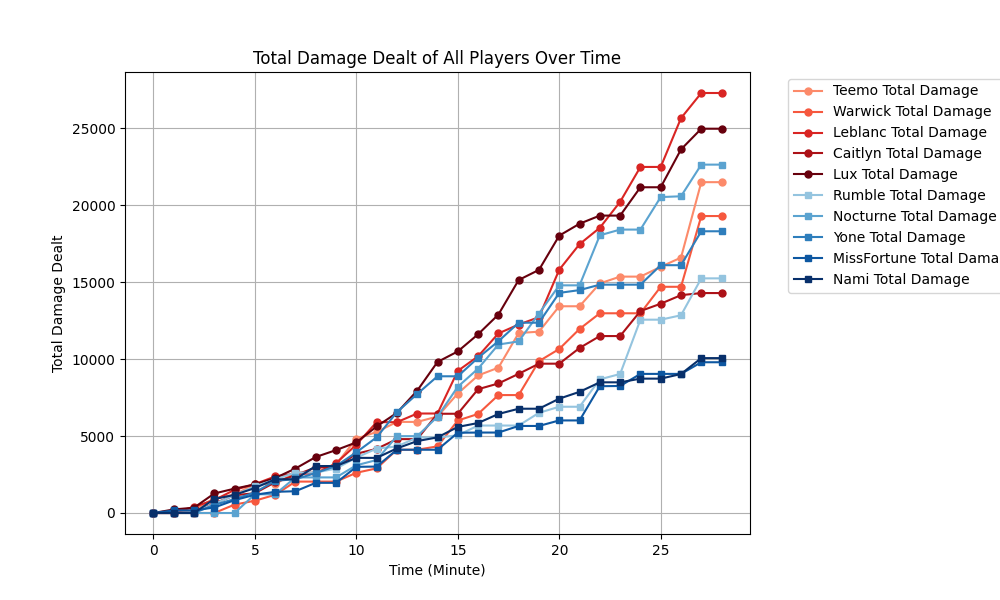 Total Damage Dealt of All Players Over Time
Total Damage Dealt
25000
20000
15000
10000
5000
0
0 5 10 15 20 25
Time (Minute)
Teemo Total Damage
Warwick Total Damage
Leblanc Total Damage
Caitlyn Total Damage
Lux Total Damage
Rumble Total Damage
Nocturne Total Damage
Yone Total Damage
MissFortune Total Dama
Nami Total Damage